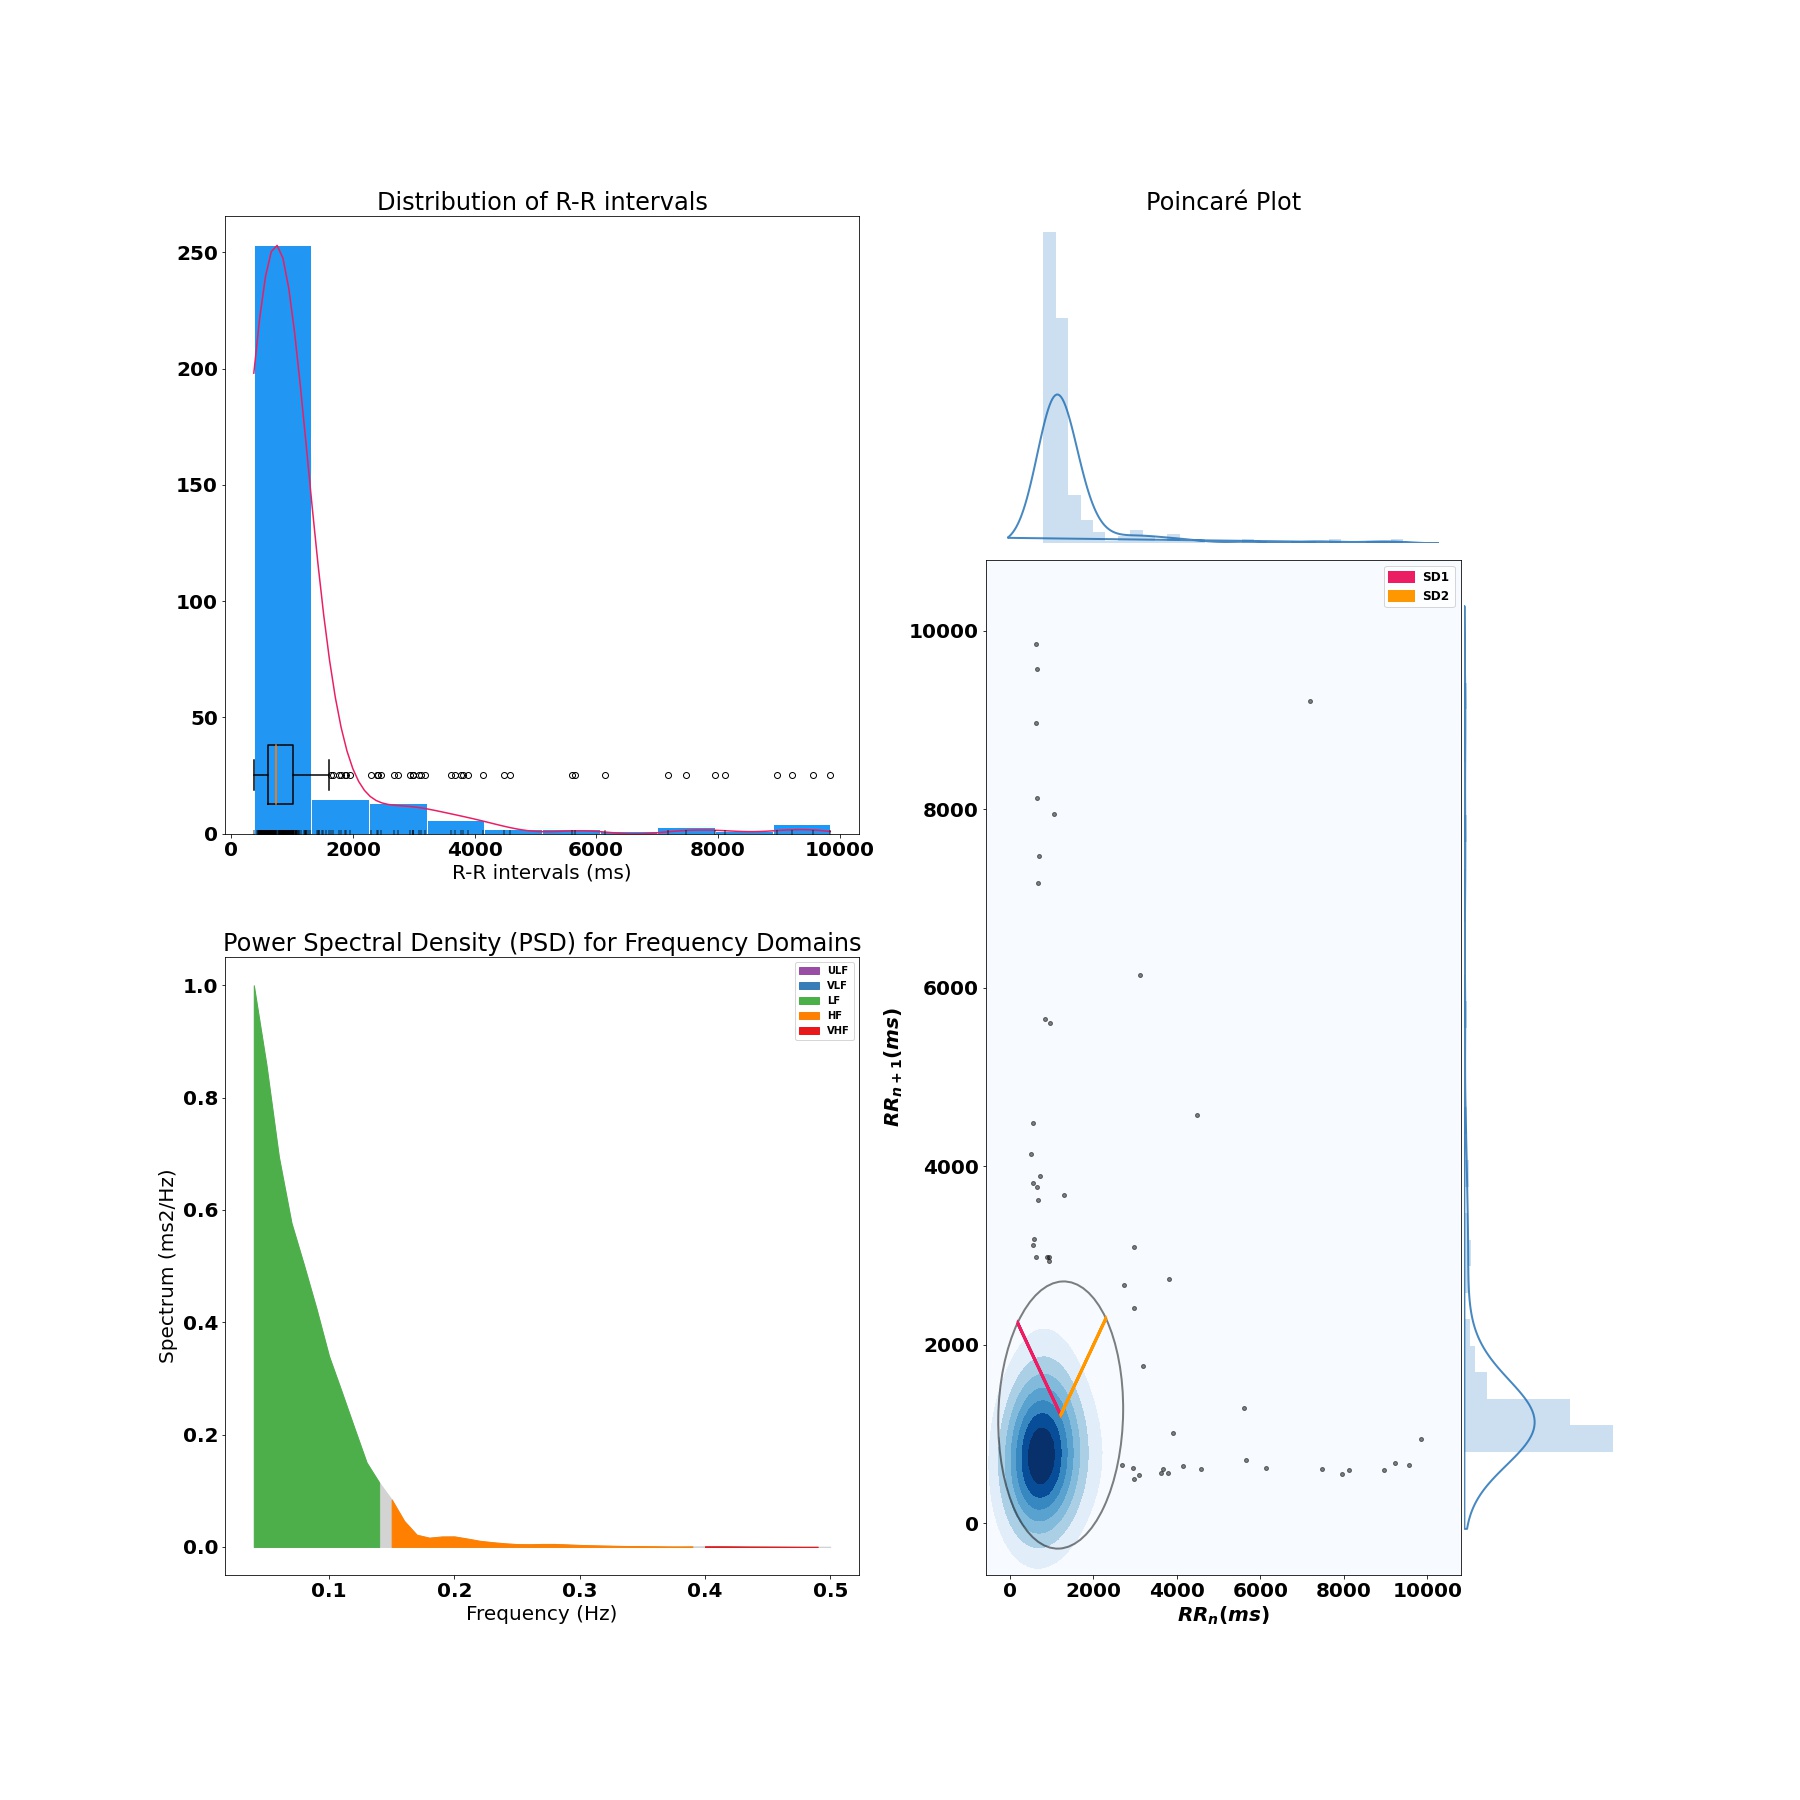 Distribution of R-R intervals
250
200
150
100
50
0
0 2000 4000 6000 8000 10000
R-R intervals (ms)
Power Spectral Density (PSD) for Frequency Domains
ULF
VLF
LF
HF
VHF
1.0
0.8
0.6
0.4
0.2
0.0
Spectrum (ms2/Hz)
0.1 0.2 0.3 0.4 0.5
Frequency (Hz)
Poincaré Plot
SD1
SD2
10000
8000
6000
4000
2000
0
RRn+1(ms)
0 2000 4000 6000 8000 10000
RRn(ms)